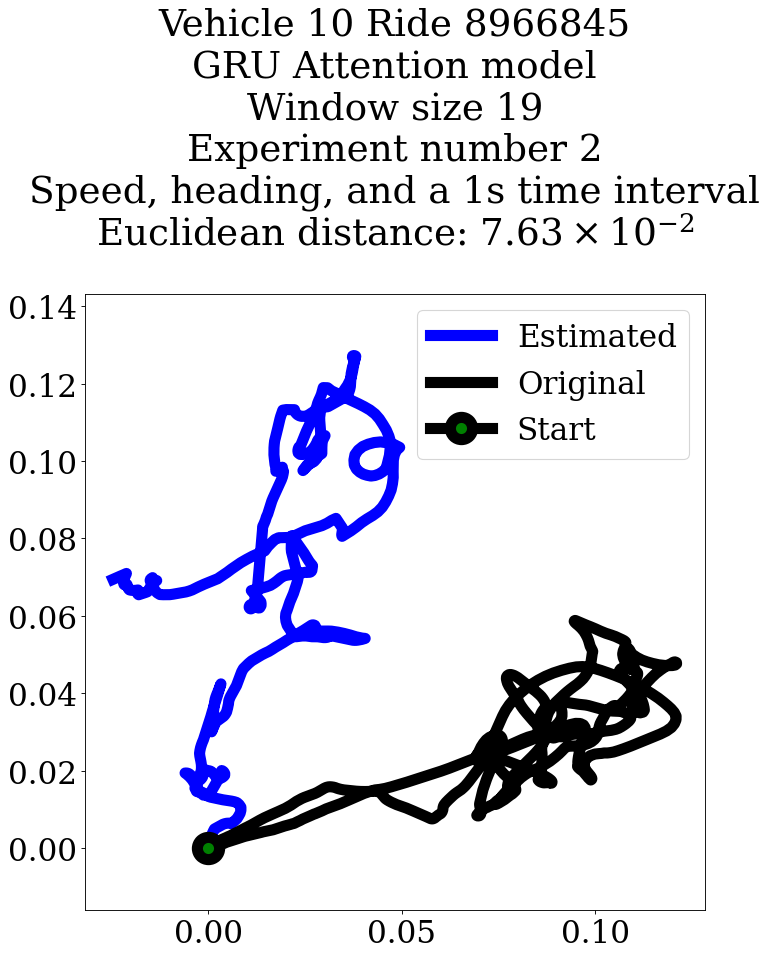 Vehicle 10 Ride 8966845
GRU Attention model
Window size 19
Experiment number 2
Speed, heading, and a 1s time interval
Euclidean distance: 7.63 × 10⁻²
Estimated
Original
Start
0.14
0.12
0.10
0.08
0.06
0.04
0.02
0.00
0.00 0.05 0.10